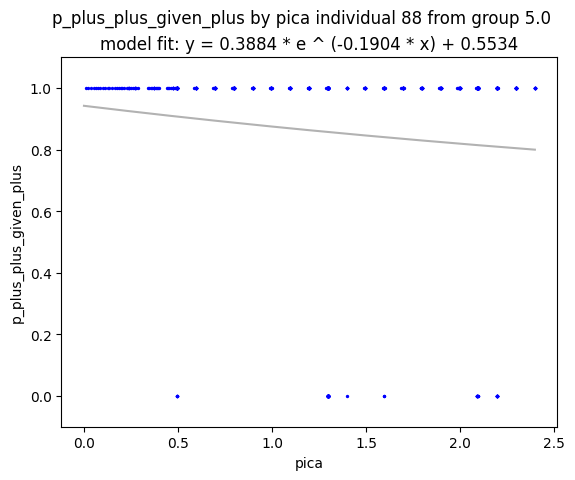 p_plus_plus_given_plus by pica individual 88 from group 5.0
model fit: y = 0.3884 * e ^ (-0.1904 * x) + 0.5534
1.0
0.8
0.6
0.4
0.2
0.0
p_plus_plus_given_plus
0.0 0.5 1.0 1.5 2.0 2.5
pica